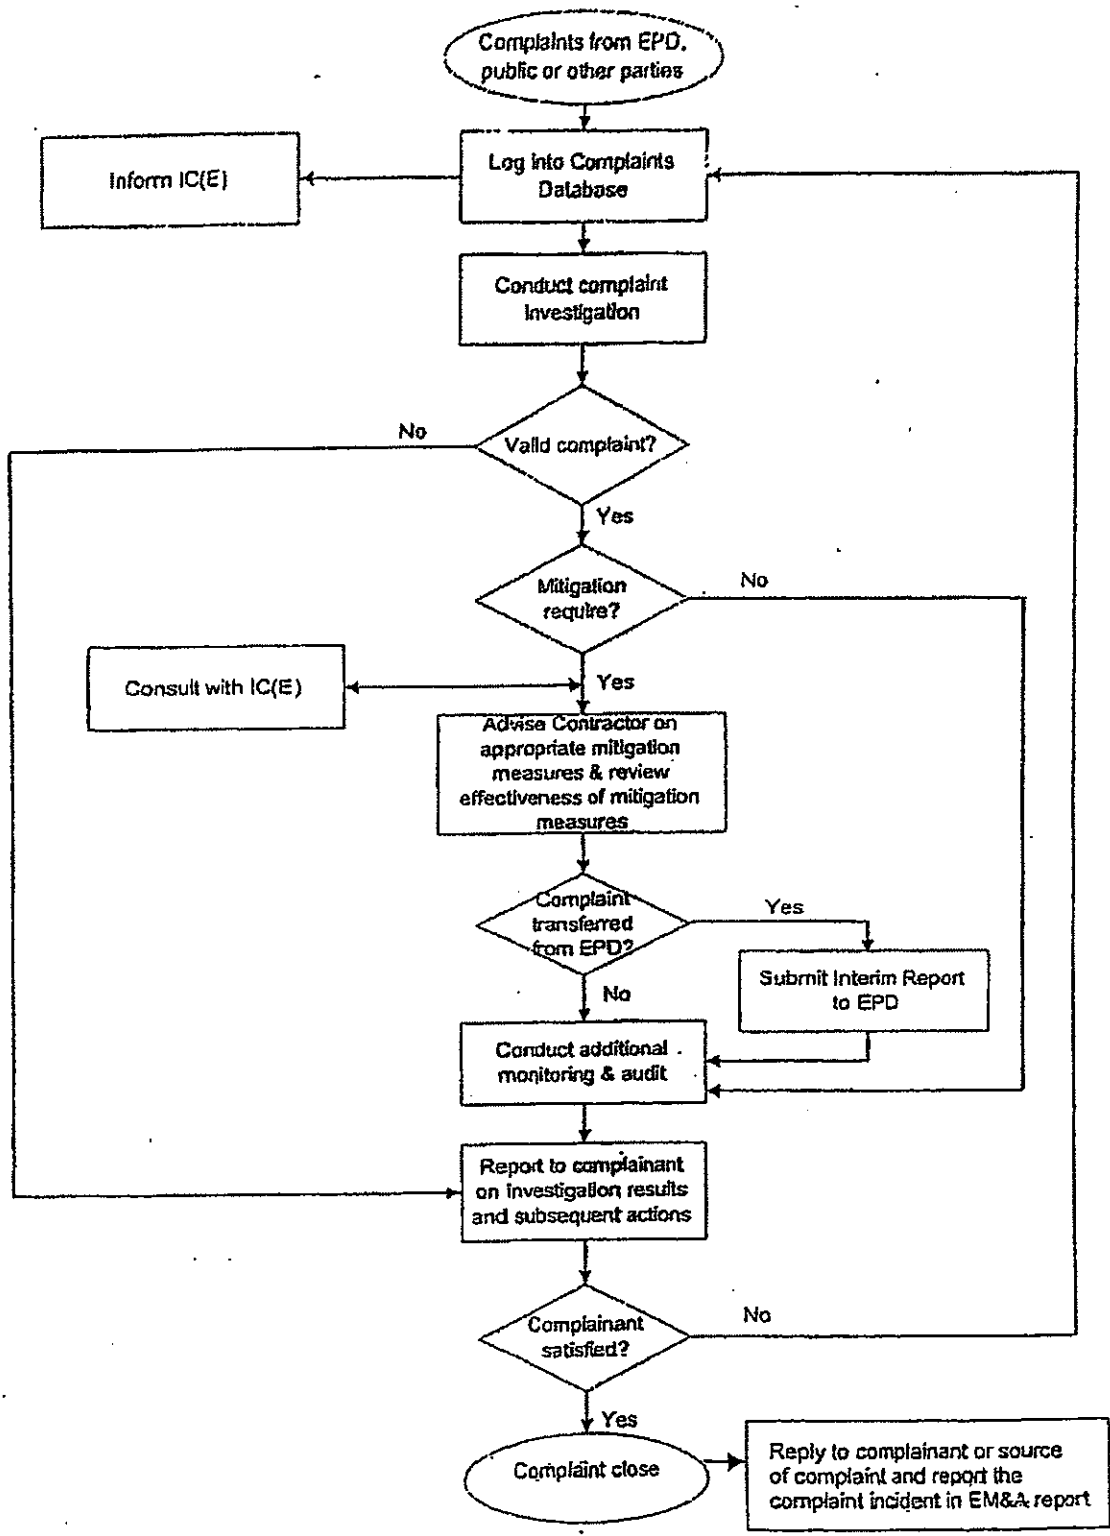 Complaints from EPD,
public or other parties
Log into Complaints
Database
Inform IC(E)
Conduct complaint
Investigation
Valid complaint?
No
Yes
Mitigation
require?
No
Yes
Consult with IC(E)
Advise Contractor on
appropriate mitigation
measures & review
effectiveness of mitigation
measures
Complaint
transferred
from EPD?
Yes
Submit Interim Report
to EPD
No
Conduct additional
monitoring & audit
Report to complainant
on investigation results
and subsequent actions
Complainant
satisfied?
No
Yes
Complaint close
Reply to complainant or source
of complaint and report the
complaint incident in EM&A report